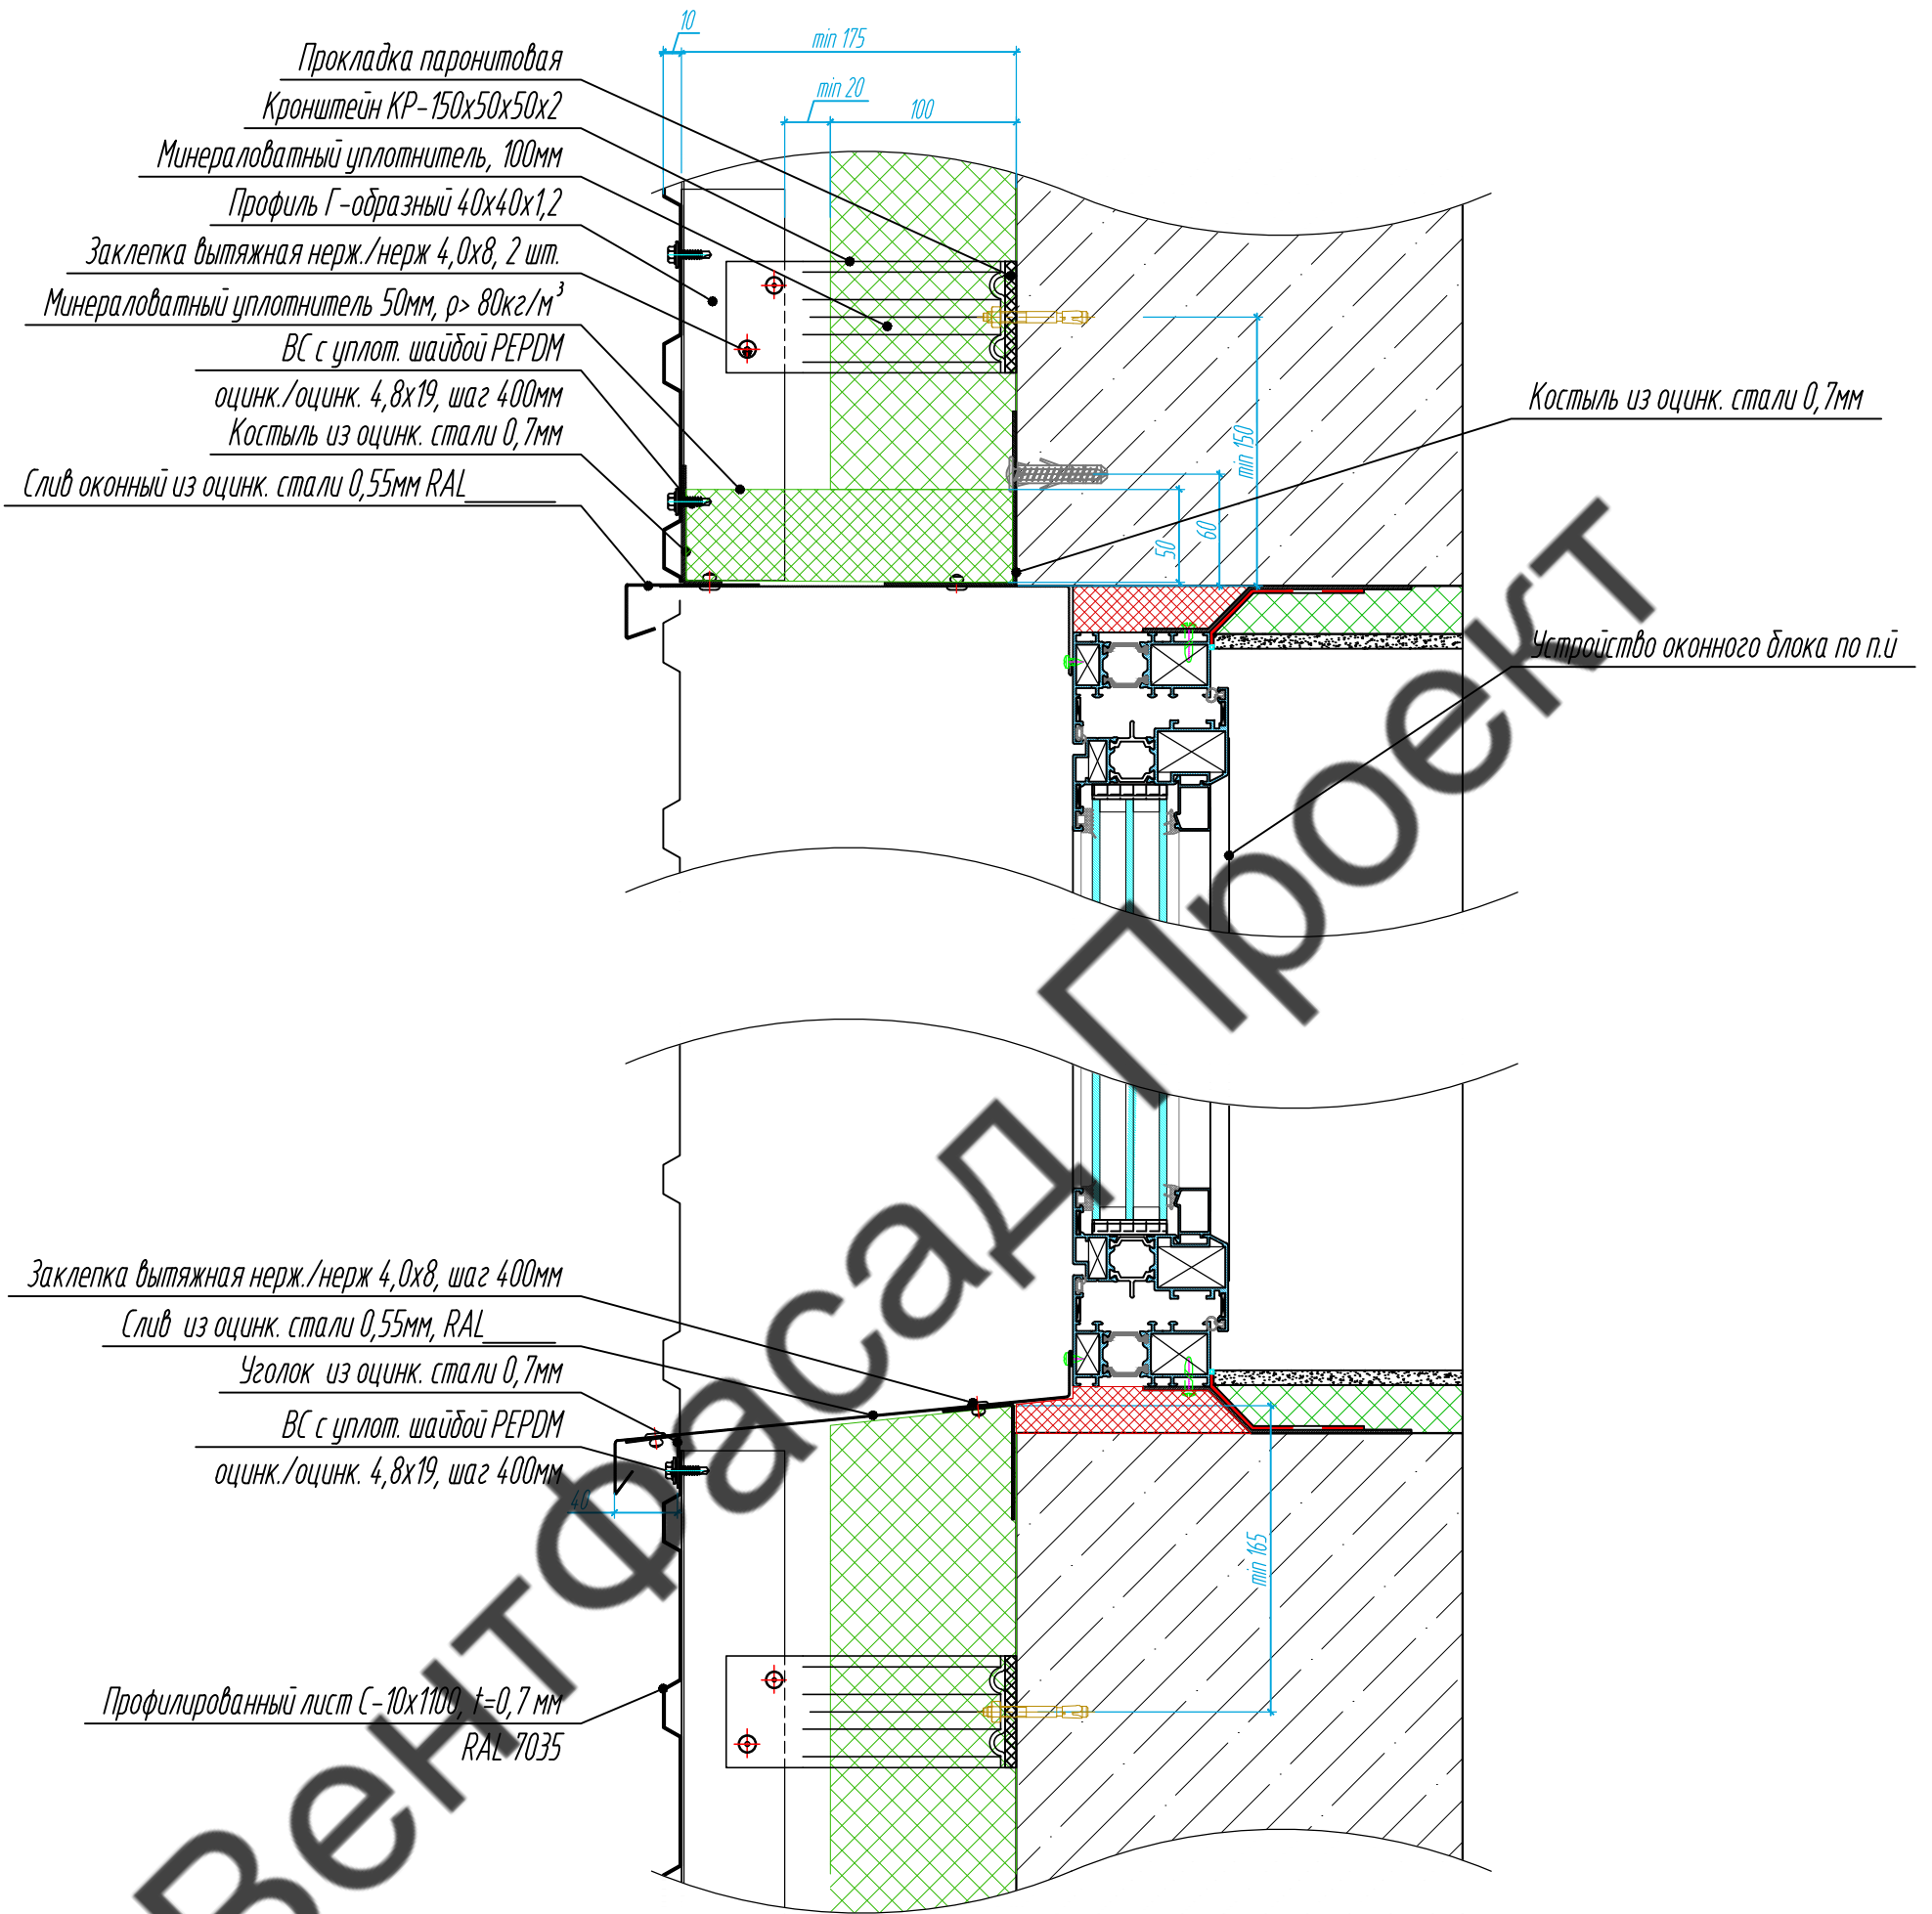 10
min 175
Прокладка паронитовая
min 20
100
Кронштейн КР-150х50х50х2
Минераловатный уплотнитель, 100мм
Профиль Г-образный 40х40х1,2
Заклепка вытяжная нерж./нерж 4,0х8, 2 шт.
Минераловатный уплотнитель 50мм, ρ> 80кг/м³
ВС с уплот. шайбой PEPDM
оцинк./оцинк. 4,8х19, шаг 400мм
Костыль из оцинк. стали 0,7мм
Слив оконный из оцинк. стали 0,55мм RAL________
Костыль из оцинк. стали 0,7мм
min 150
60
50
Устройство оконного блока по п.й
Заклепка вытяжная нерж./нерж 4,0х8, шаг 400мм
Слив из оцинк. стали 0,55мм, RAL______
Уголок из оцинк. стали 0,7мм
ВС с уплот. шайбой PEPDM
оцинк./оцинк. 4,8х19, шаг 400мм
40
min 165
Профилированный лист С-10х1100, t=0,7 мм
RAL 7035
ВентФасад Проект